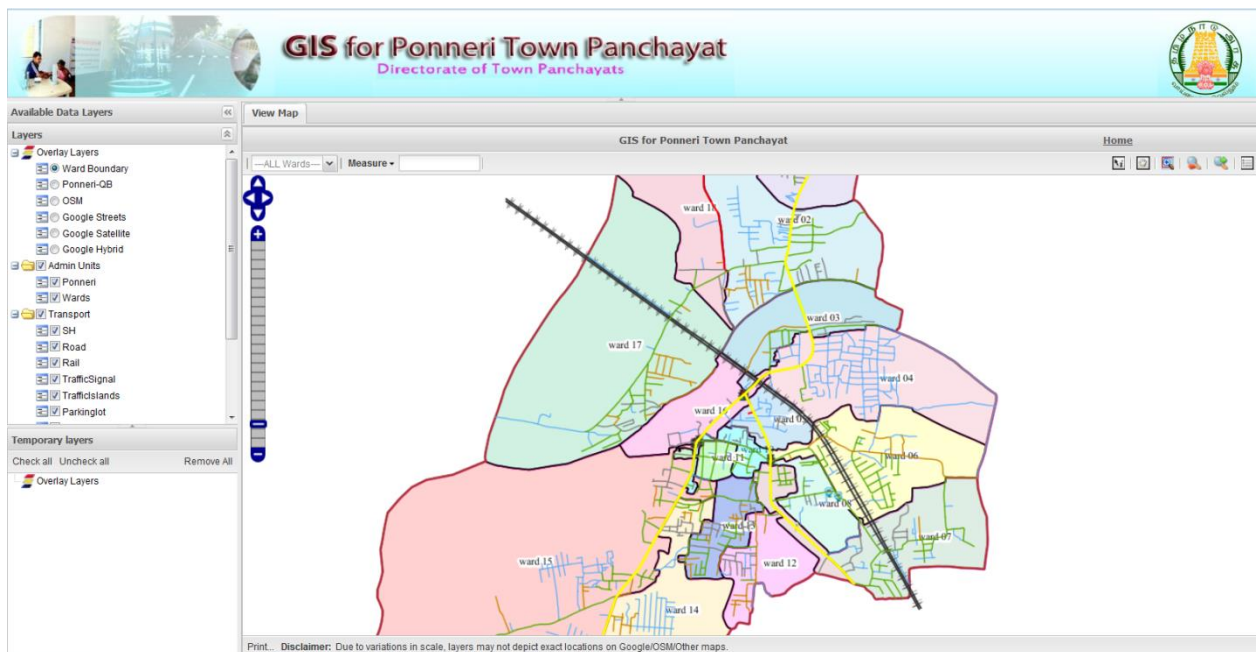 GIS for Ponneri Town Panchayat
Directorate of Town Panchayats
Available Data Layers
View Map
Layers
GIS for Ponneri Town Panchayat
Home
Overlay Layers
Ward Boundary
Ponneri-QB
OSM
Google Streets
Google Satellite
Google Hybrid
Admin Units
Ponneri
Wards
Transport
SH
Road
Rail
TrafficSignal
TrafficIslands
Parkinglot
---ALL Wards---
Measure
ward 18
ward 02
ward 03
ward 17
ward 04
ward 11
ward 06
ward 08
ward 13
ward 07
ward 15
ward 12
ward 14
Temporary layers
Check all Uncheck all Remove All
Overlay Layers
Print... Disclaimer: Due to variations in scale, layers may not depict exact locations on Google/OSM/Other maps.